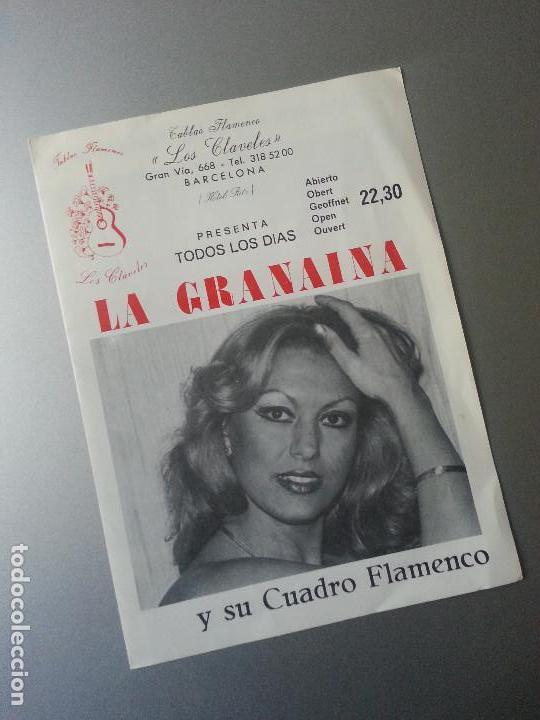 Tablao Flamenco
Los Claveles
Tablao Flamenco
"Los Claveles"
Gran Vía, 668 - Tel. 318 52 00
BARCELONA
(Hotel Ritz)
PRESENTA
TODOS LOS DIAS
Abierto
Obert
Geoffnet
Open
Ouvert
22,30
LA GRANAINA
y su Cuadro Flamenco
todocoleccion